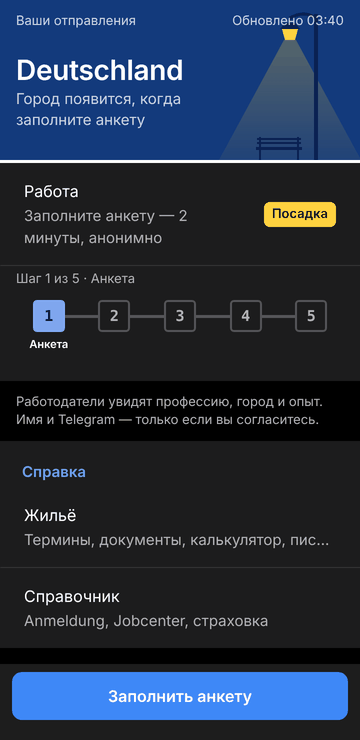 Ваши отправления
Обновлено 03:40
Deutschland
Город появится, когда
заполните анкету
Работа
Заполните анкету — 2
минуты, анонимно
Посадка
Шаг 1 из 5 · Анкета
1 2 3 4 5
Анкета
Работодатели увидят профессию, город и опыт.
Имя и Telegram — только если вы согласитесь.
Справка
Жильё
Термины, документы, калькулятор, пис...
Справочник
Anmeldung, Jobcenter, страховка
Заполнить анкету